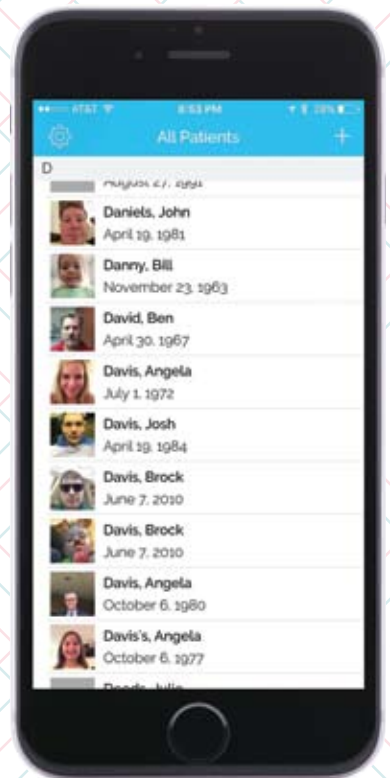 AT&T 8:53 PM 28%
All Patients
D
August 27, 1991
Daniels, John
April 19, 1981
Danny, Bill
November 23, 1963
David, Ben
April 30, 1967
Davis, Angela
July 1, 1972
Davis, Josh
April 19, 1984
Davis, Brock
June 7, 2010
Davis, Brock
June 7, 2010
Davis, Angela
October 6, 1980
Davis's, Angela
October 6, 1977